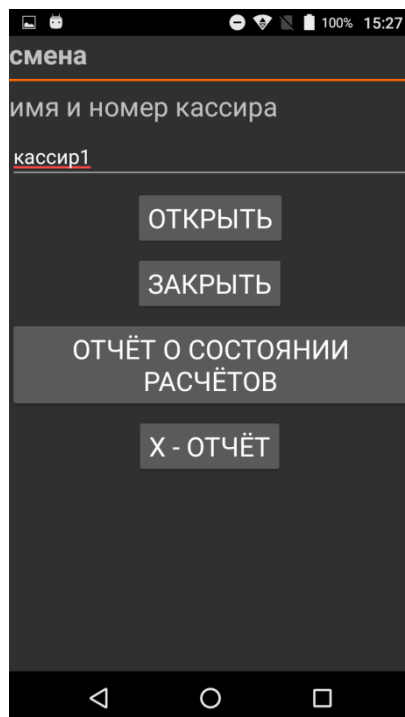 100% 15:27
смена
имя и номер кассира
кассир1
ОТКРЫТЬ
ЗАКРЫТЬ
ОТЧЁТ О СОСТОЯНИИ
РАСЧЁТОВ
X - ОТЧЁТ